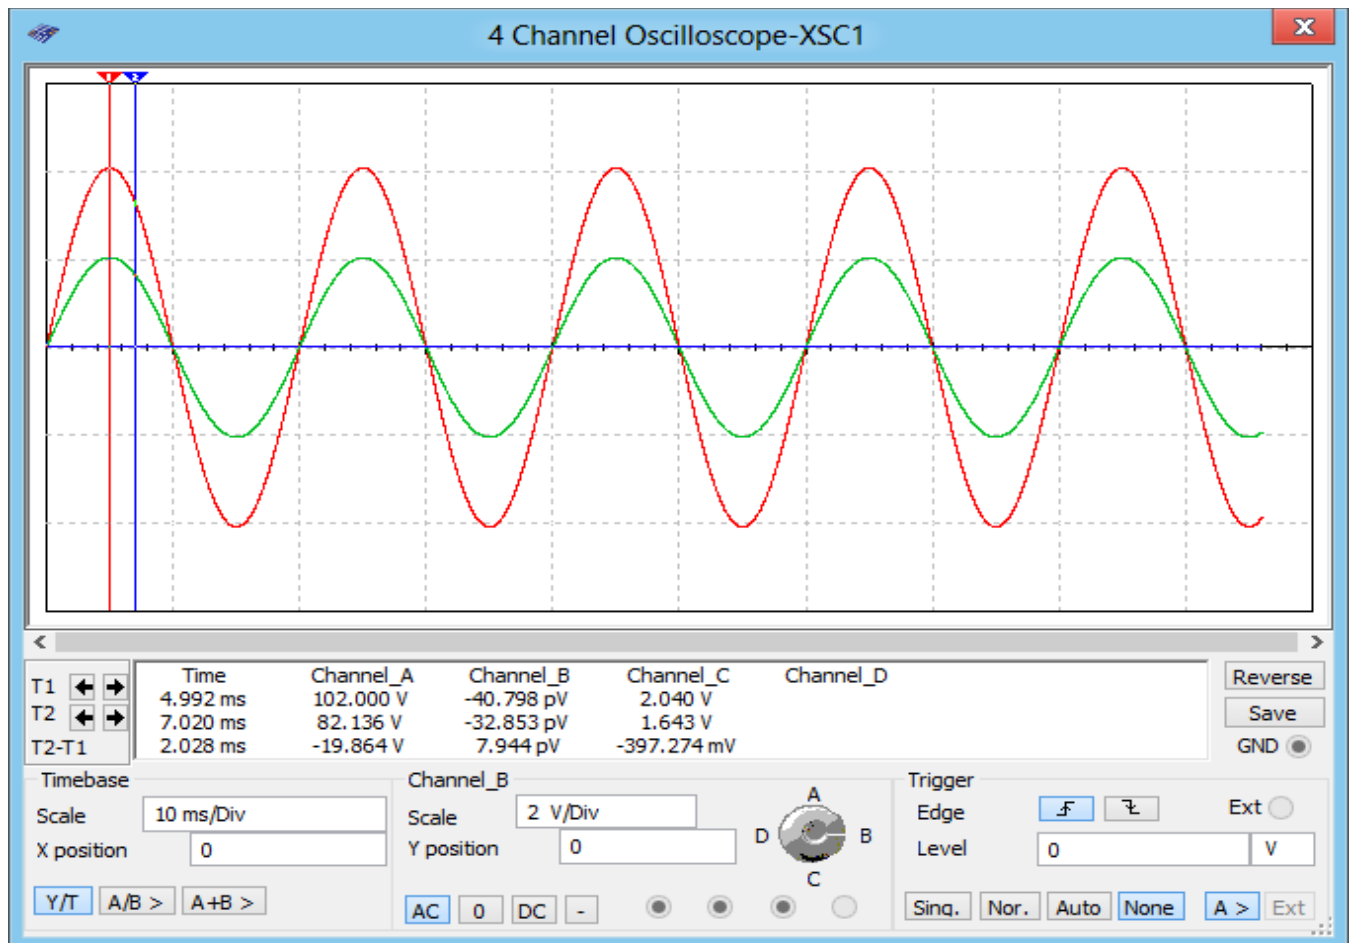 4 Channel Oscilloscope-XSC1
x
1 2
< >
Time Channel_A Channel_B Channel_C Channel_D
T1 4.992 ms 102.000 V -40.798 pV 2.040 V
T2 7.020 ms 82.136 V -32.853 pV 1.643 V
T2-T1 2.028 ms -19.864 V 7.944 pV -397.274 mV
Reverse
Save
GND
Timebase
Scale 10 ms/Div
X position 0
Y/T A/B > A+B >
Channel_B
Scale 2 V/Div
Y position 0
A
D B
C
AC 0 DC -
Trigger
Edge Ext
Level 0 V
Sing. Nor. Auto None A > Ext